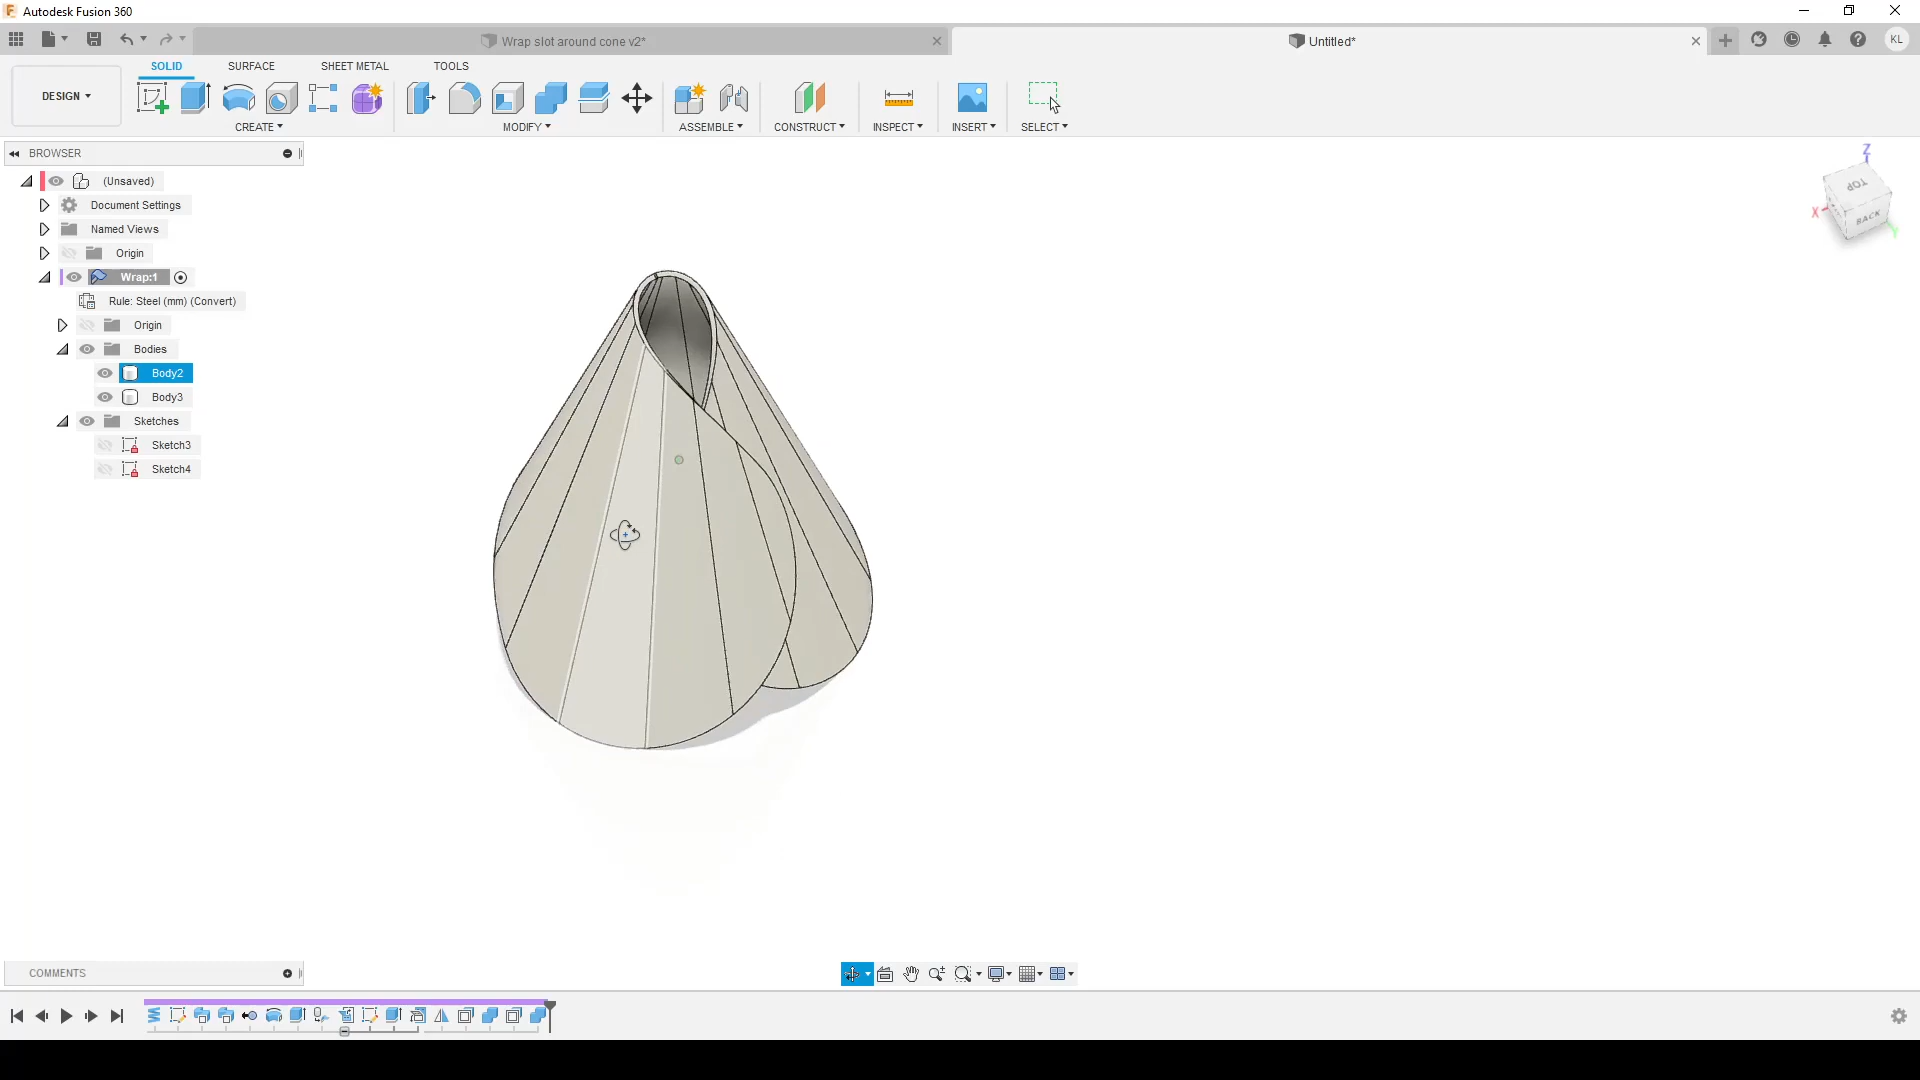 Autodesk Fusion 360
Wrap slot around cone v2*
Untitled*
KL
DESIGN
SOLID
SURFACE
SHEET METAL
TOOLS
CREATE
MODIFY
ASSEMBLE
CONSTRUCT
INSPECT
INSERT
SELECT
BROWSER
(Unsaved)
Document Settings
Named Views
Origin
Wrap:1
Rule: Steel (mm) (Convert)
Origin
Bodies
Body2
Body3
Sketches
Sketch3
Sketch4
Z
TOP
X
BACK
Y
COMMENTS